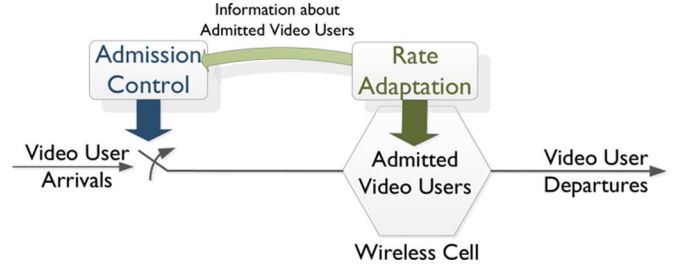 Information about
Admitted Video Users
Admission
Control
Rate
Adaptation
Video User
Arrivals
Admitted
Video Users
Video User
Departures
Wireless Cell